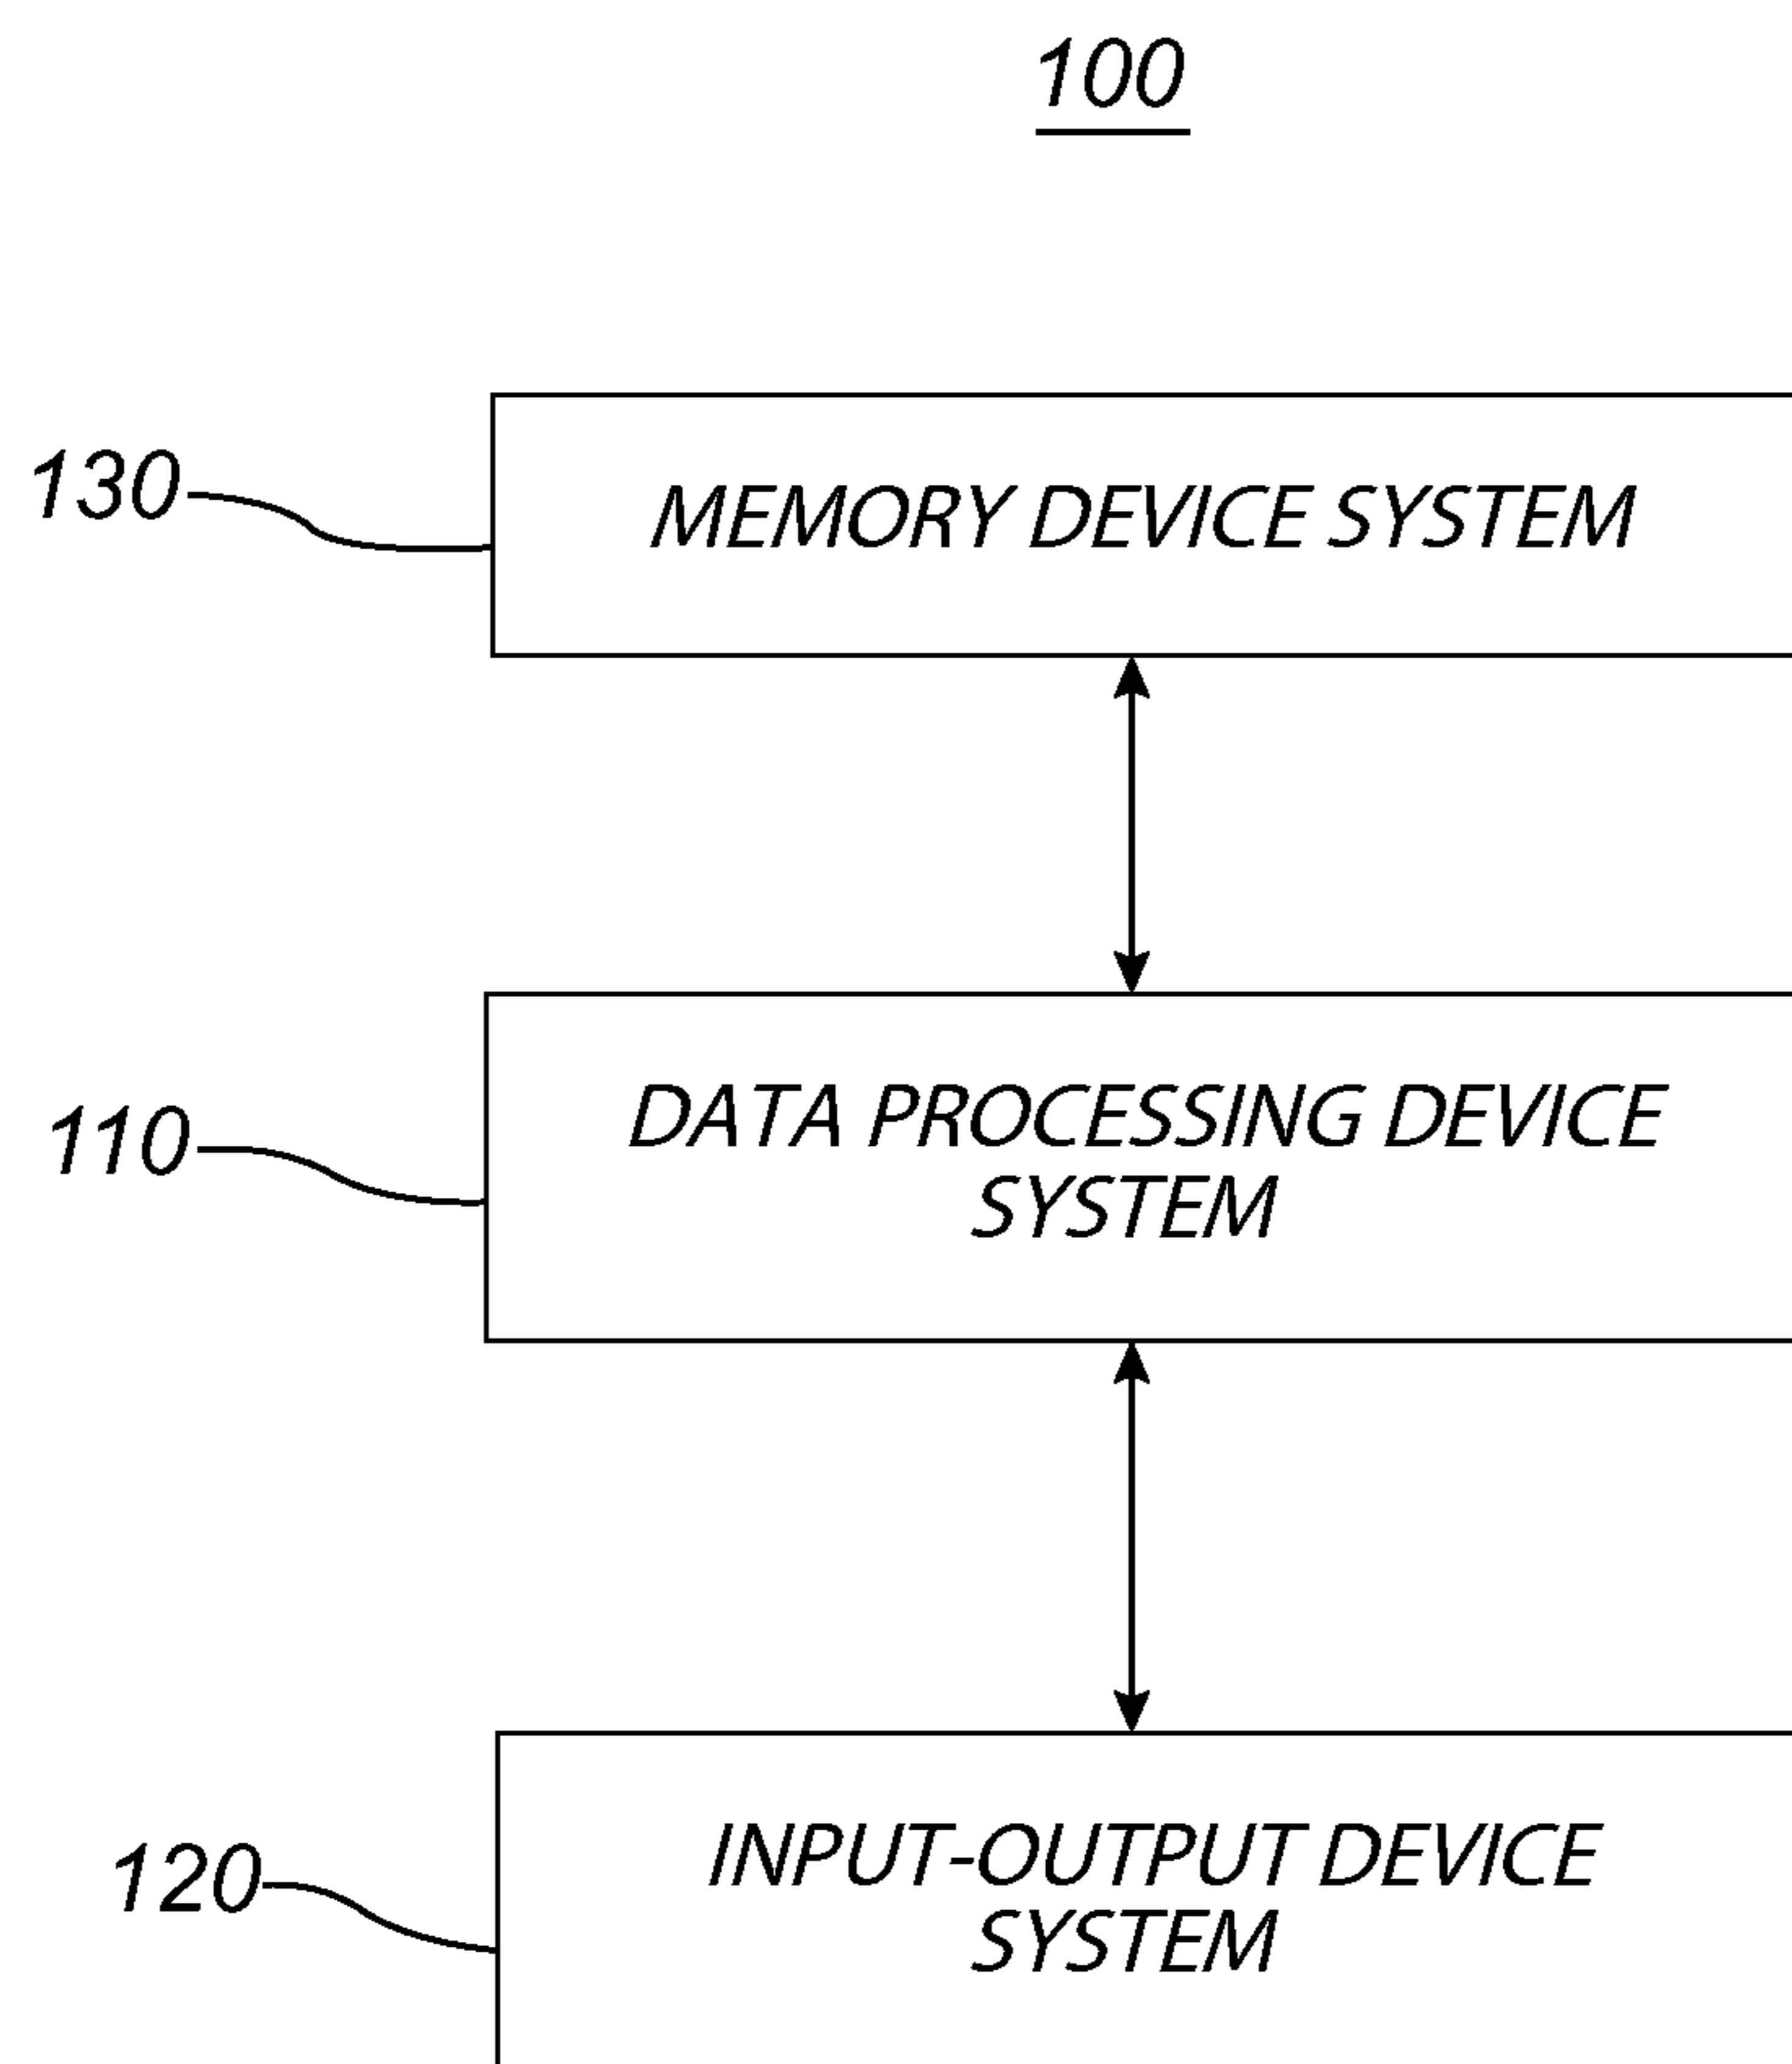 100
130
MEMORY DEVICE SYSTEM
110
DATA PROCESSING DEVICE
SYSTEM
120
INPUT-OUTPUT DEVICE
SYSTEM